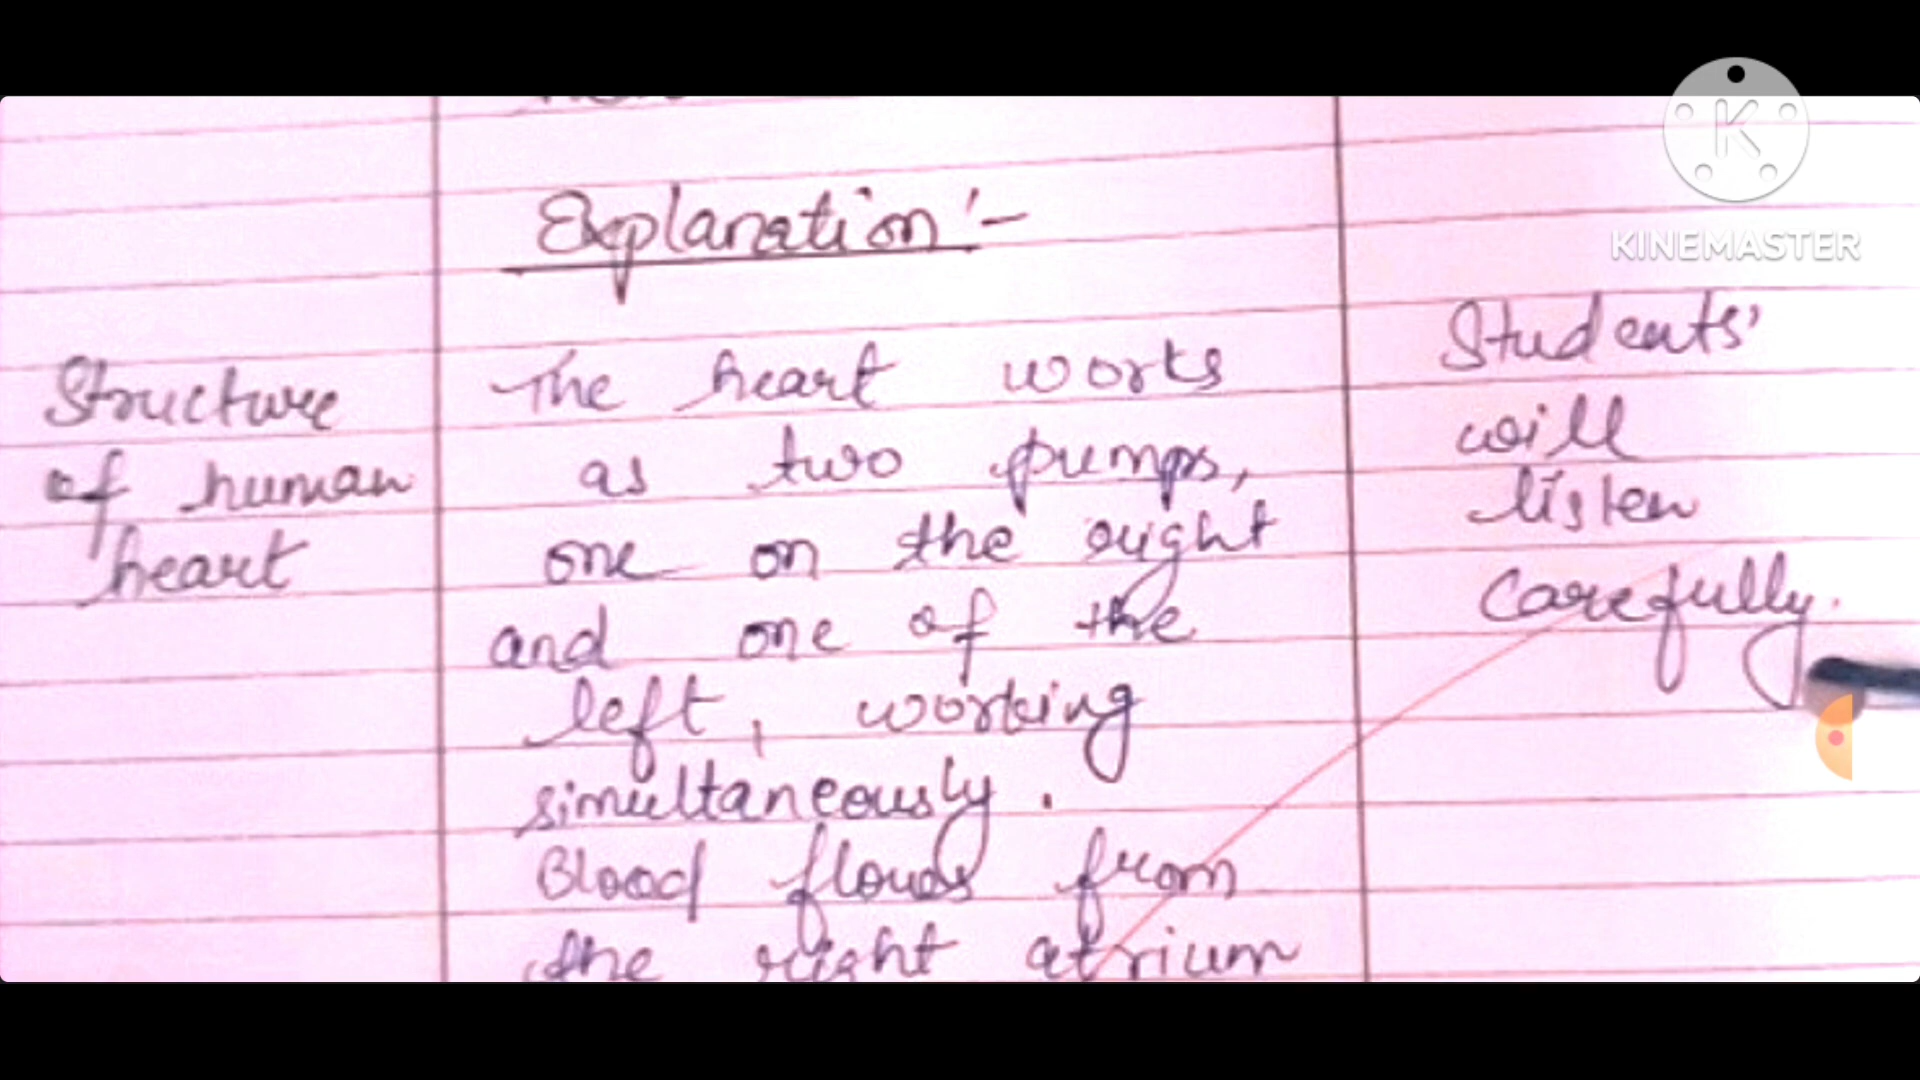 KINEMASTER
Explanation :-
Structure
of human
heart
The heart works
as two pumps,
one on the right
and one of the
left, working
simultaneously.
Blood flows from
the right atrium
Students'
will
listen
carefully.